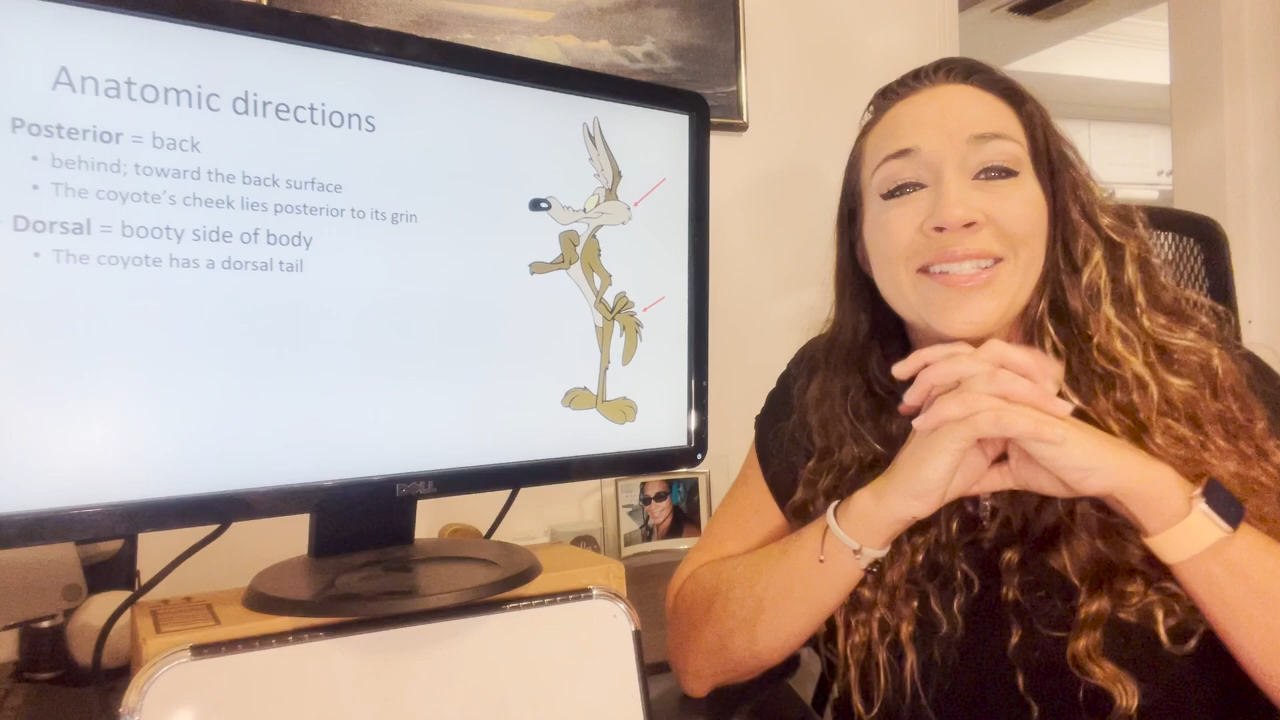 Anatomic directions
Posterior = back
• behind; toward the back surface
• The coyote's cheek lies posterior to its grin
Dorsal = booty side of body
• The coyote has a dorsal tail
DELL